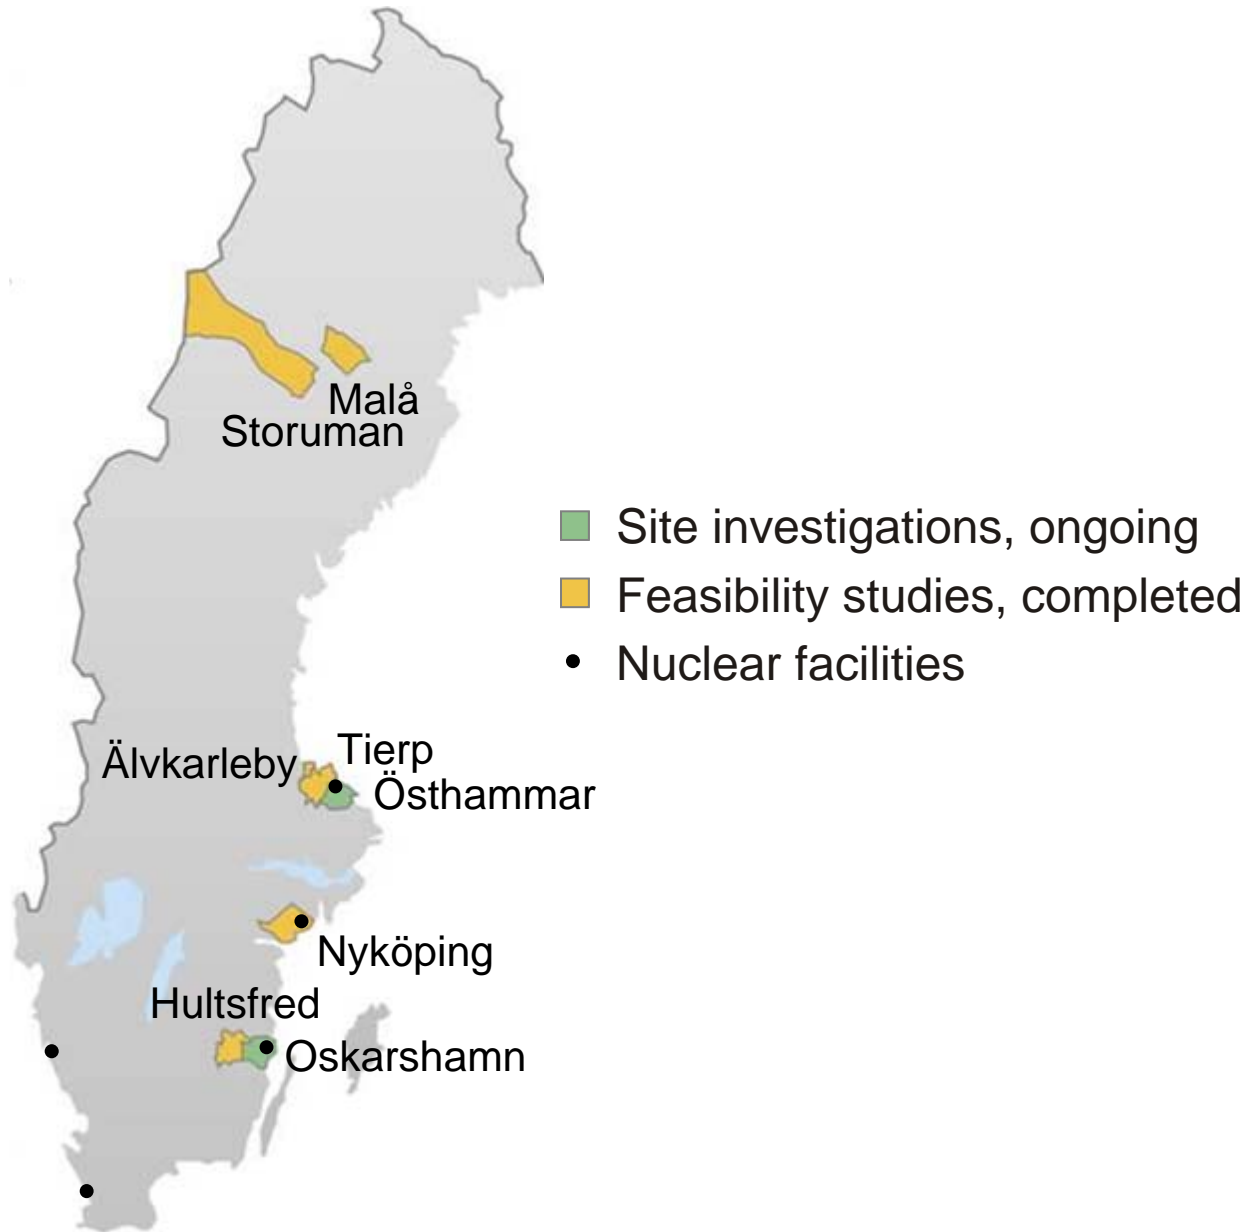 Malå
Storuman
Site investigations, ongoing
Feasibility studies, completed
Nuclear facilities
Tierp
Älvkarleby
Östhammar
Nyköping
Hultsfred
Oskarshamn